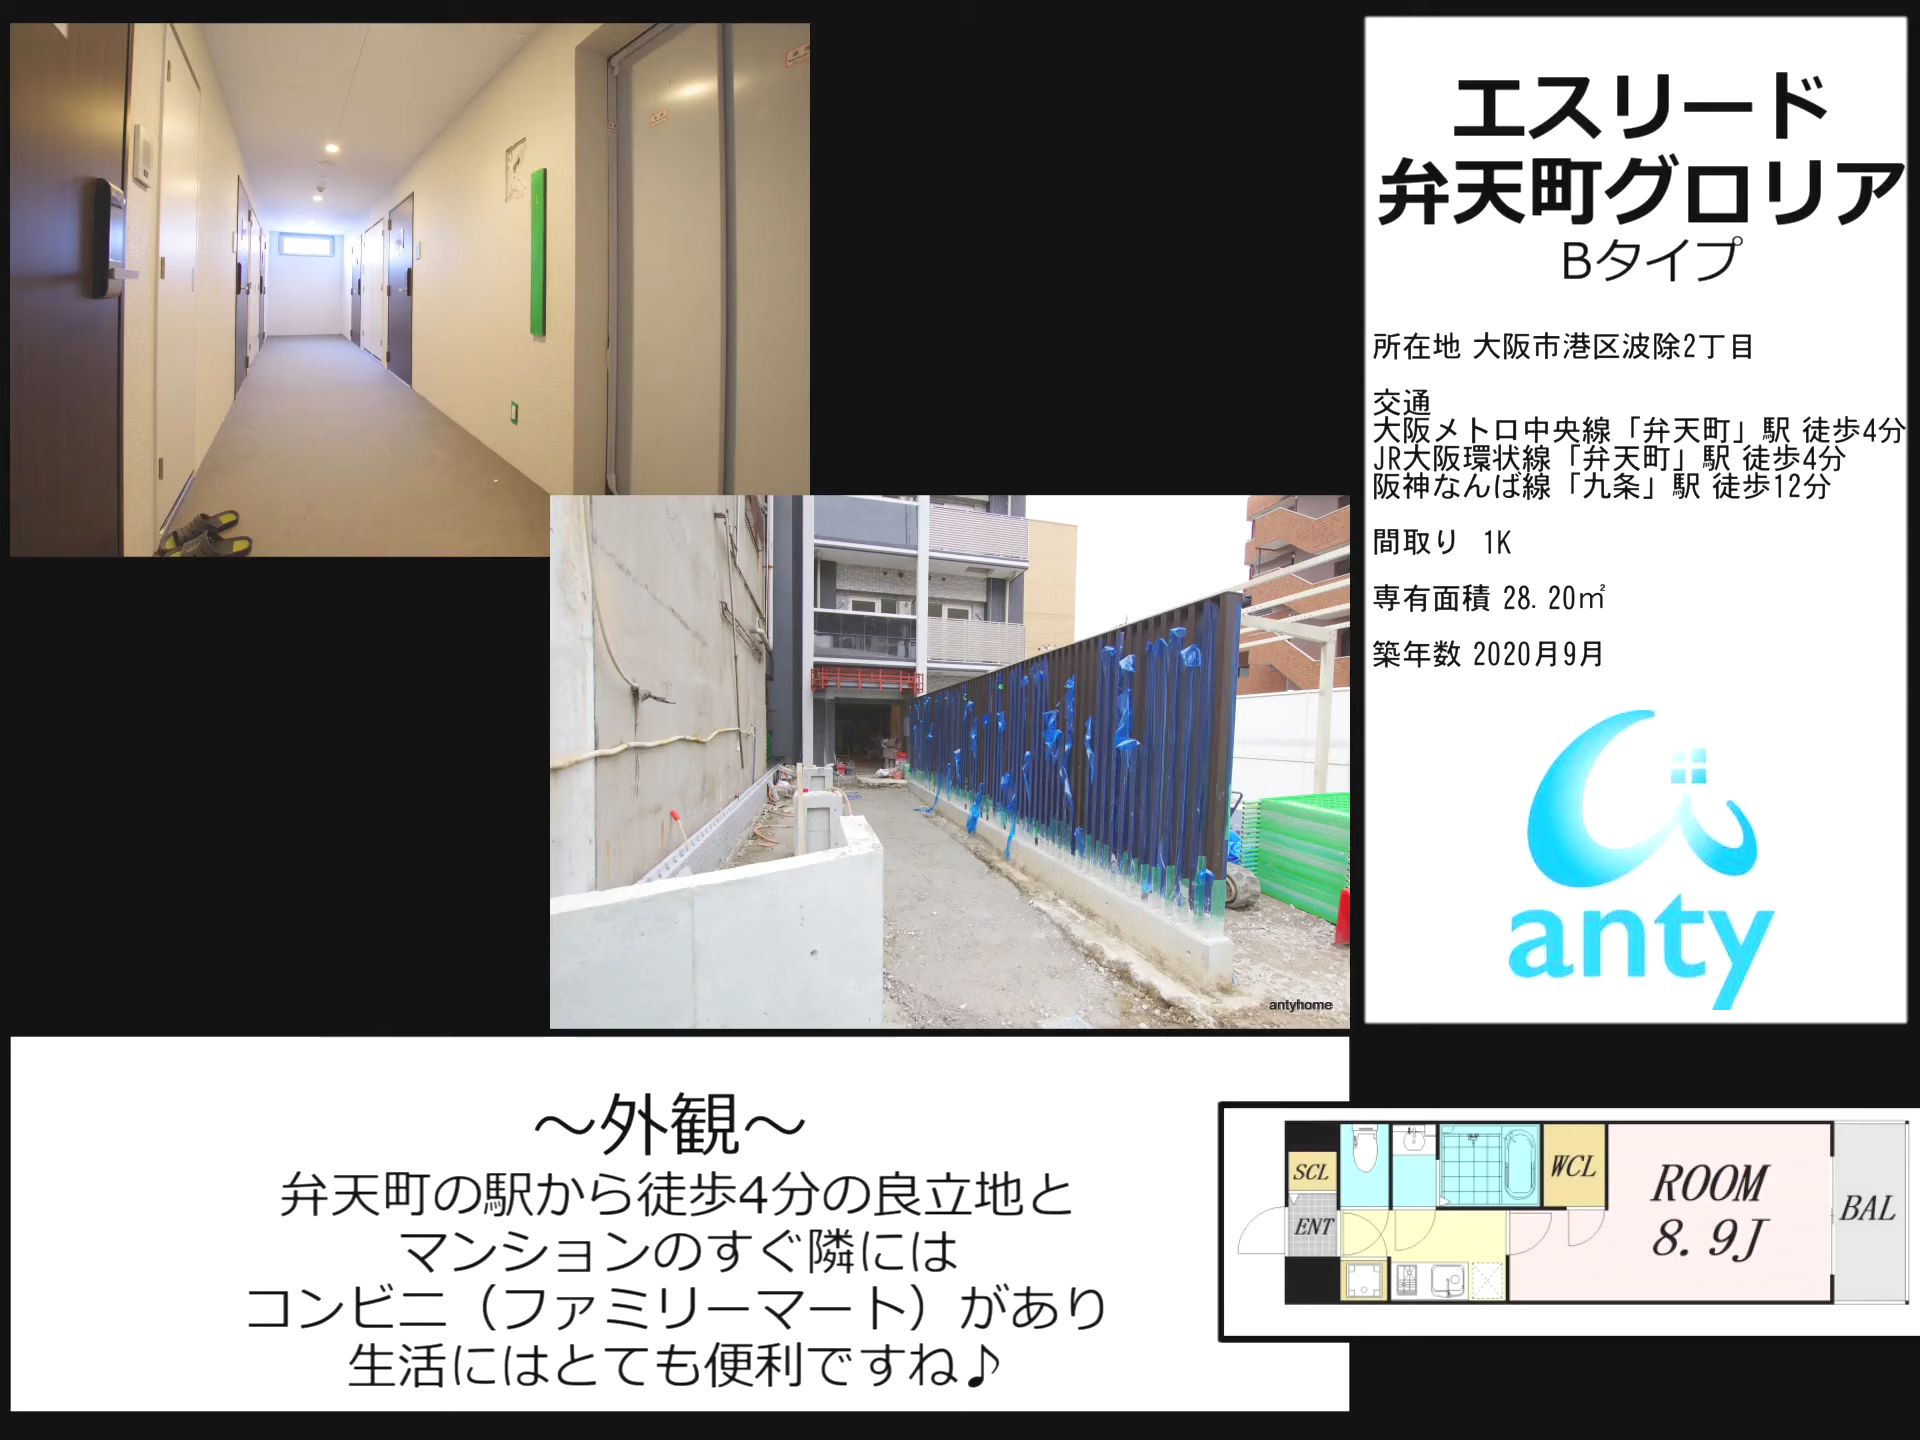 エスリード
弁天町グロリア
Bタイプ
所在地 大阪市港区波除2丁目
交通
大阪メトロ中央線「弁天町」駅 徒歩4分
JR大阪環状線「弁天町」駅 徒歩4分
阪神なんば線「九条」駅 徒歩12分
間取り 1K
専有面積 28.20㎡
築年数 2020月9月
anty
antyhome
～外観～
弁天町の駅から徒歩4分の良立地と
マンションのすぐ隣には
コンビニ（ファミリーマート）があり
生活にはとても便利ですね♪
SCL
ENT
WCL
ROOM
8.9J
BAL